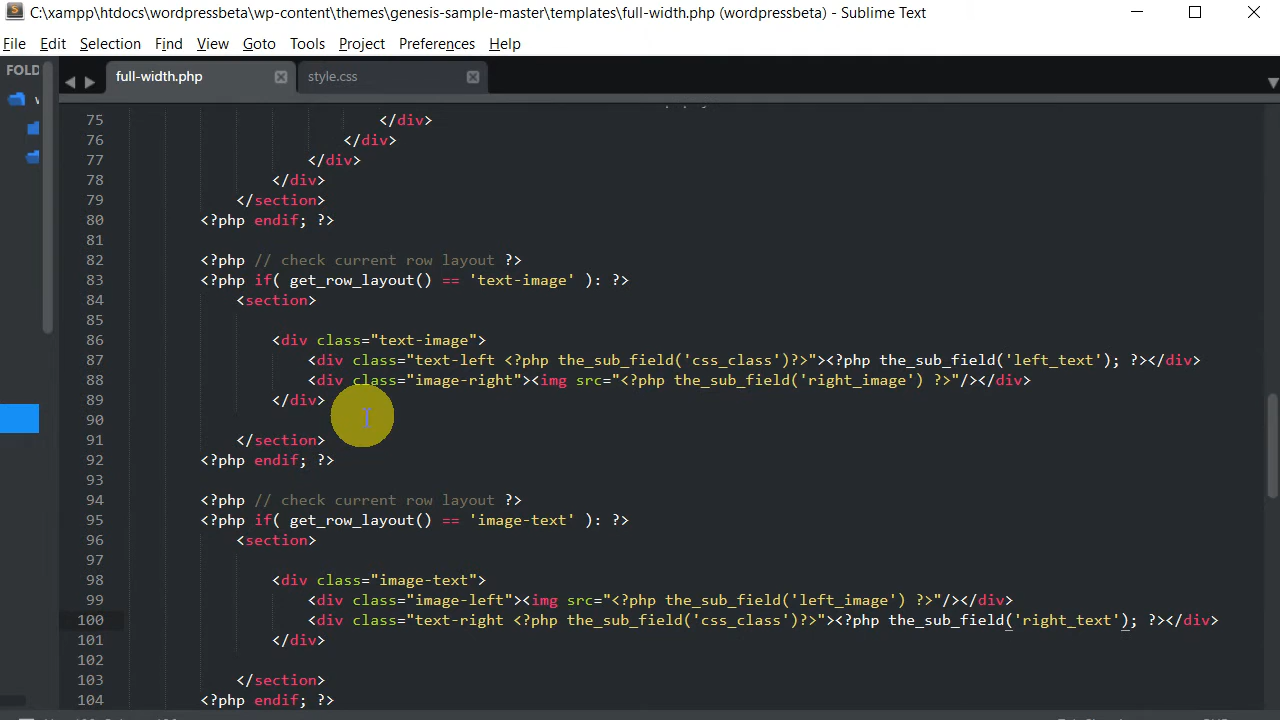 C:\xampp\htdocs\wordpressbeta\wp-content\themes\genesis-sample-master\templates\full-width.php (wordpressbeta) - Sublime Text
File Edit Selection Find View Goto Tools Project Preferences Help
FOLD
full-width.php
style.css
75 </div>
76 </div>
77 </div>
78 </div>
79 </section>
80 <?php endif; ?>
81
82 <?php // check current row layout ?>
83 <?php if( get_row_layout() == 'text-image' ): ?>
84 <section>
85
86 <div class="text-image">
87 <div class="text-left <?php the_sub_field('css_class')?>"><?php the_sub_field('left_text'); ?></div>
88 <div class="image-right"><img src="<?php the_sub_field('right_image') ?>"/></div>
89 </div>
90
91 </section>
92 <?php endif; ?>
93
94 <?php // check current row layout ?>
95 <?php if( get_row_layout() == 'image-text' ): ?>
96 <section>
97
98 <div class="image-text">
99 <div class="image-left"><img src="<?php the_sub_field('left_image') ?>"/></div>
100 <div class="text-right <?php the_sub_field('css_class')?>"><?php the_sub_field('right_text'); ?></div>
101 </div>
102
103 </section>
104 <?php endif; ?>